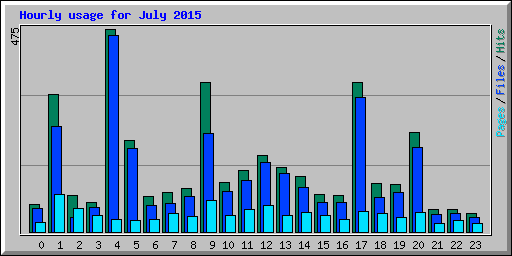 Hourly usage for July 2015
475
Pages / Files / Hits
0 1 2 3 4 5 6 7 8 9 10 11 12 13 14 15 16 17 18 19 20 21 22 23